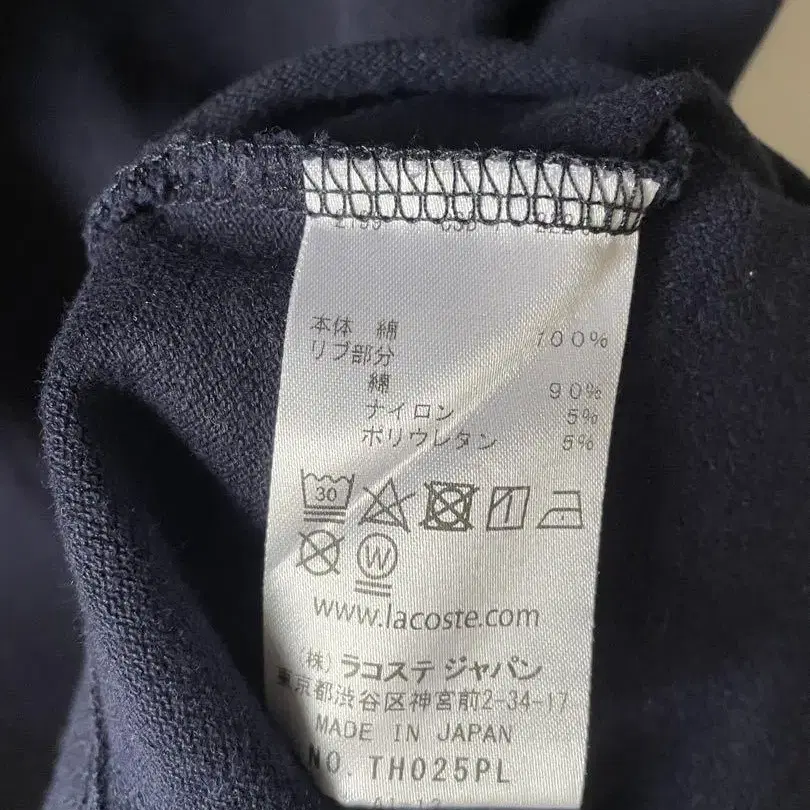 本体 綿 100%
リブ部分
綿 90%
ナイロン 5%
ポリウレタン 5%
30
W
www.lacoste.com
(株) ラコステ ジャパン
東京都渋谷区神宮前2-34-17
MADE IN JAPAN
NO. TH025PL